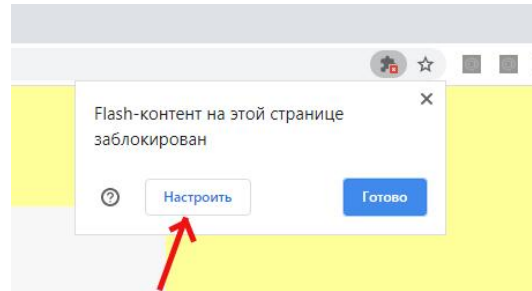 Flash-контент на этой странице
заблокирован
Настроить
Готово